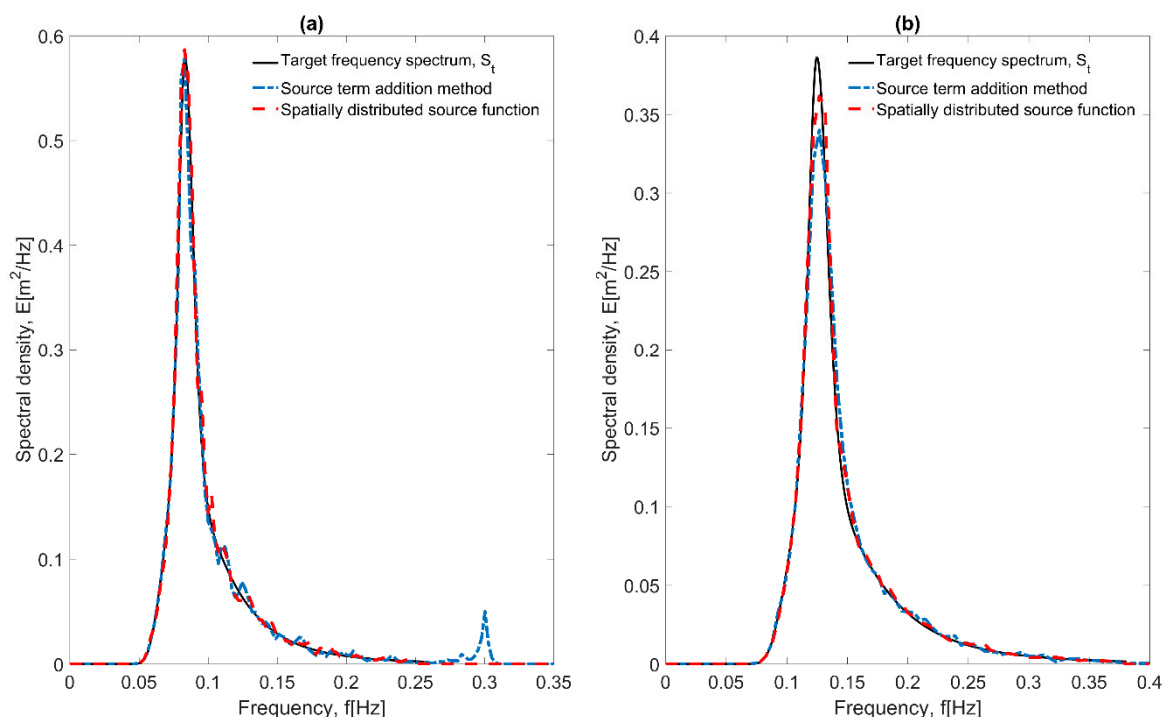 (a)
Target frequency spectrum, S_t
Source term addition method
Spatially distributed source function
Spectral density, E[m²/Hz]
0.6
0.5
0.4
0.3
0.2
0.1
0
0
0.05
0.1
0.15
0.2
0.25
0.3
0.35
Frequency, f[Hz]
(b)
Target frequency spectrum, S_t
Source term addition method
Spatially distributed source function
Spectral density, E[m²/Hz]
0.4
0.35
0.3
0.25
0.2
0.15
0.1
0.05
0
0
0.05
0.1
0.15
0.2
0.25
0.3
0.35
0.4
Frequency, f[Hz]